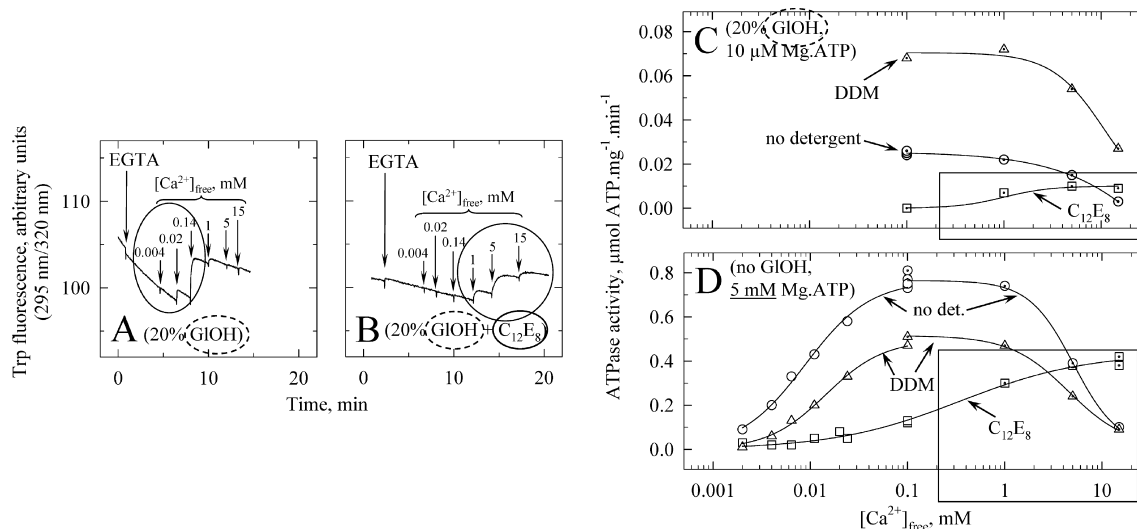 Trp fluorescence, arbitrary units
(295 nm/320 nm)
110
100
EGTA
[Ca²⁺]free, mM
0.004
0.02
0.14
1
5
15
A (20% GlOH)
0
10
20
EGTA
[Ca²⁺]free, mM
0.004
0.02
0.14
1
5
15
B (20% GlOH + C₁₂E₈)
0
10
20
Time, min
ATPase activity, µmol ATP.mg⁻¹.min⁻¹
C (20% GlOH,
10 µM Mg.ATP)
0.08
0.06
0.04
0.02
0.00
DDM
no detergent
C₁₂E₈
D (no GlOH,
5 mM Mg.ATP)
0.8
0.6
0.4
0.2
0.0
no det.
DDM
C₁₂E₈
0.001
0.01
0.1
1
10
[Ca²⁺]free, mM